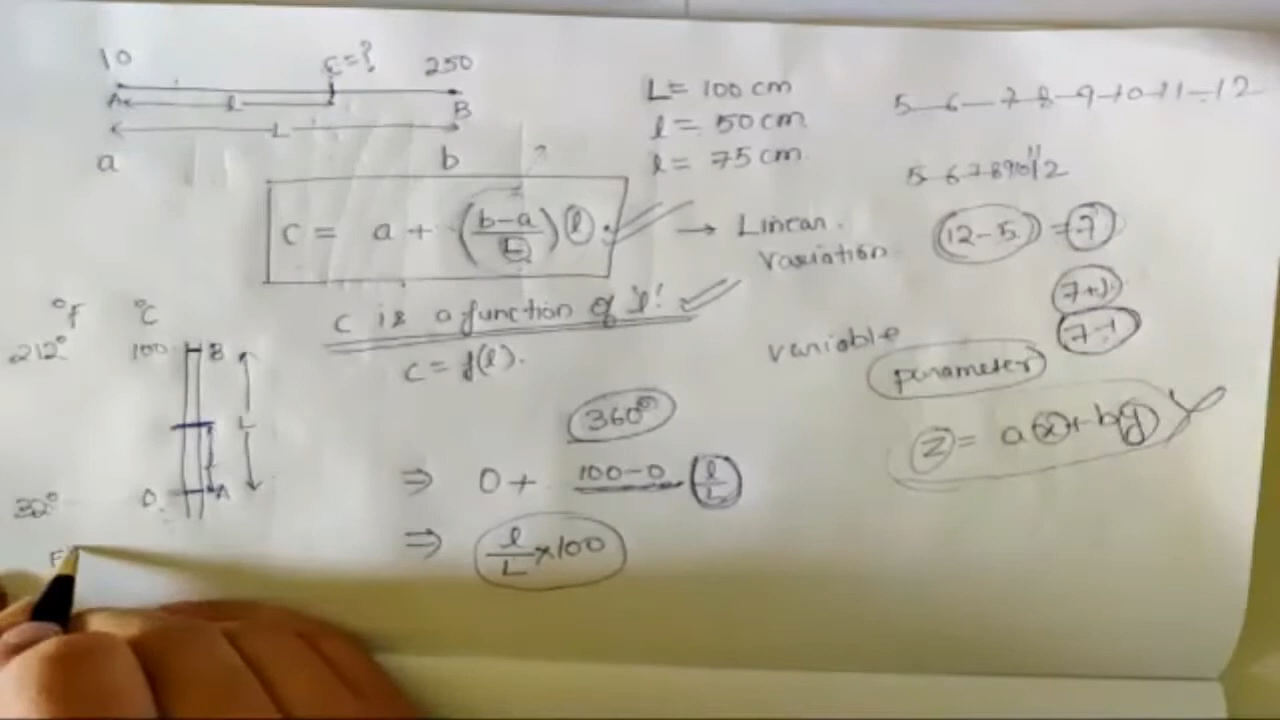 10 C=? 250
A l B
L
a b
L= 100 cm
l = 50 cm
l = 75 cm
5-6-7-8-9-10-11-12
5 6 7 8 9 10 11 12
C = a + (b-a/L) l. → Linear
Variation
(12-5) = 7
7+1
7-1
C is a function of 'l'
C = f(l).
variable
parameter
Z = ax+by
°F °C
212° 100 B
L
32° 0 A
F
360°
⇒ 0 + 100-0 l/L
⇒ l/L x100